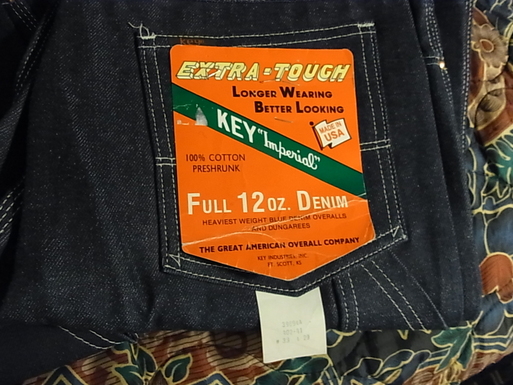 EXTRA-TOUGH
LONGER WEARING
BETTER LOOKING
KEY "Imperial"
MADE IN
USA
100% COTTON
PRESHRUNK
FULL 12 OZ. DENIM
HEAVIEST WEIGHT BLUE DENIM OVERALLS
AND DUNGAREES
THE GREAT AMERICAN OVERALL COMPANY
KEY INDUSTRIES, INC.
FT. SCOTT, KS.